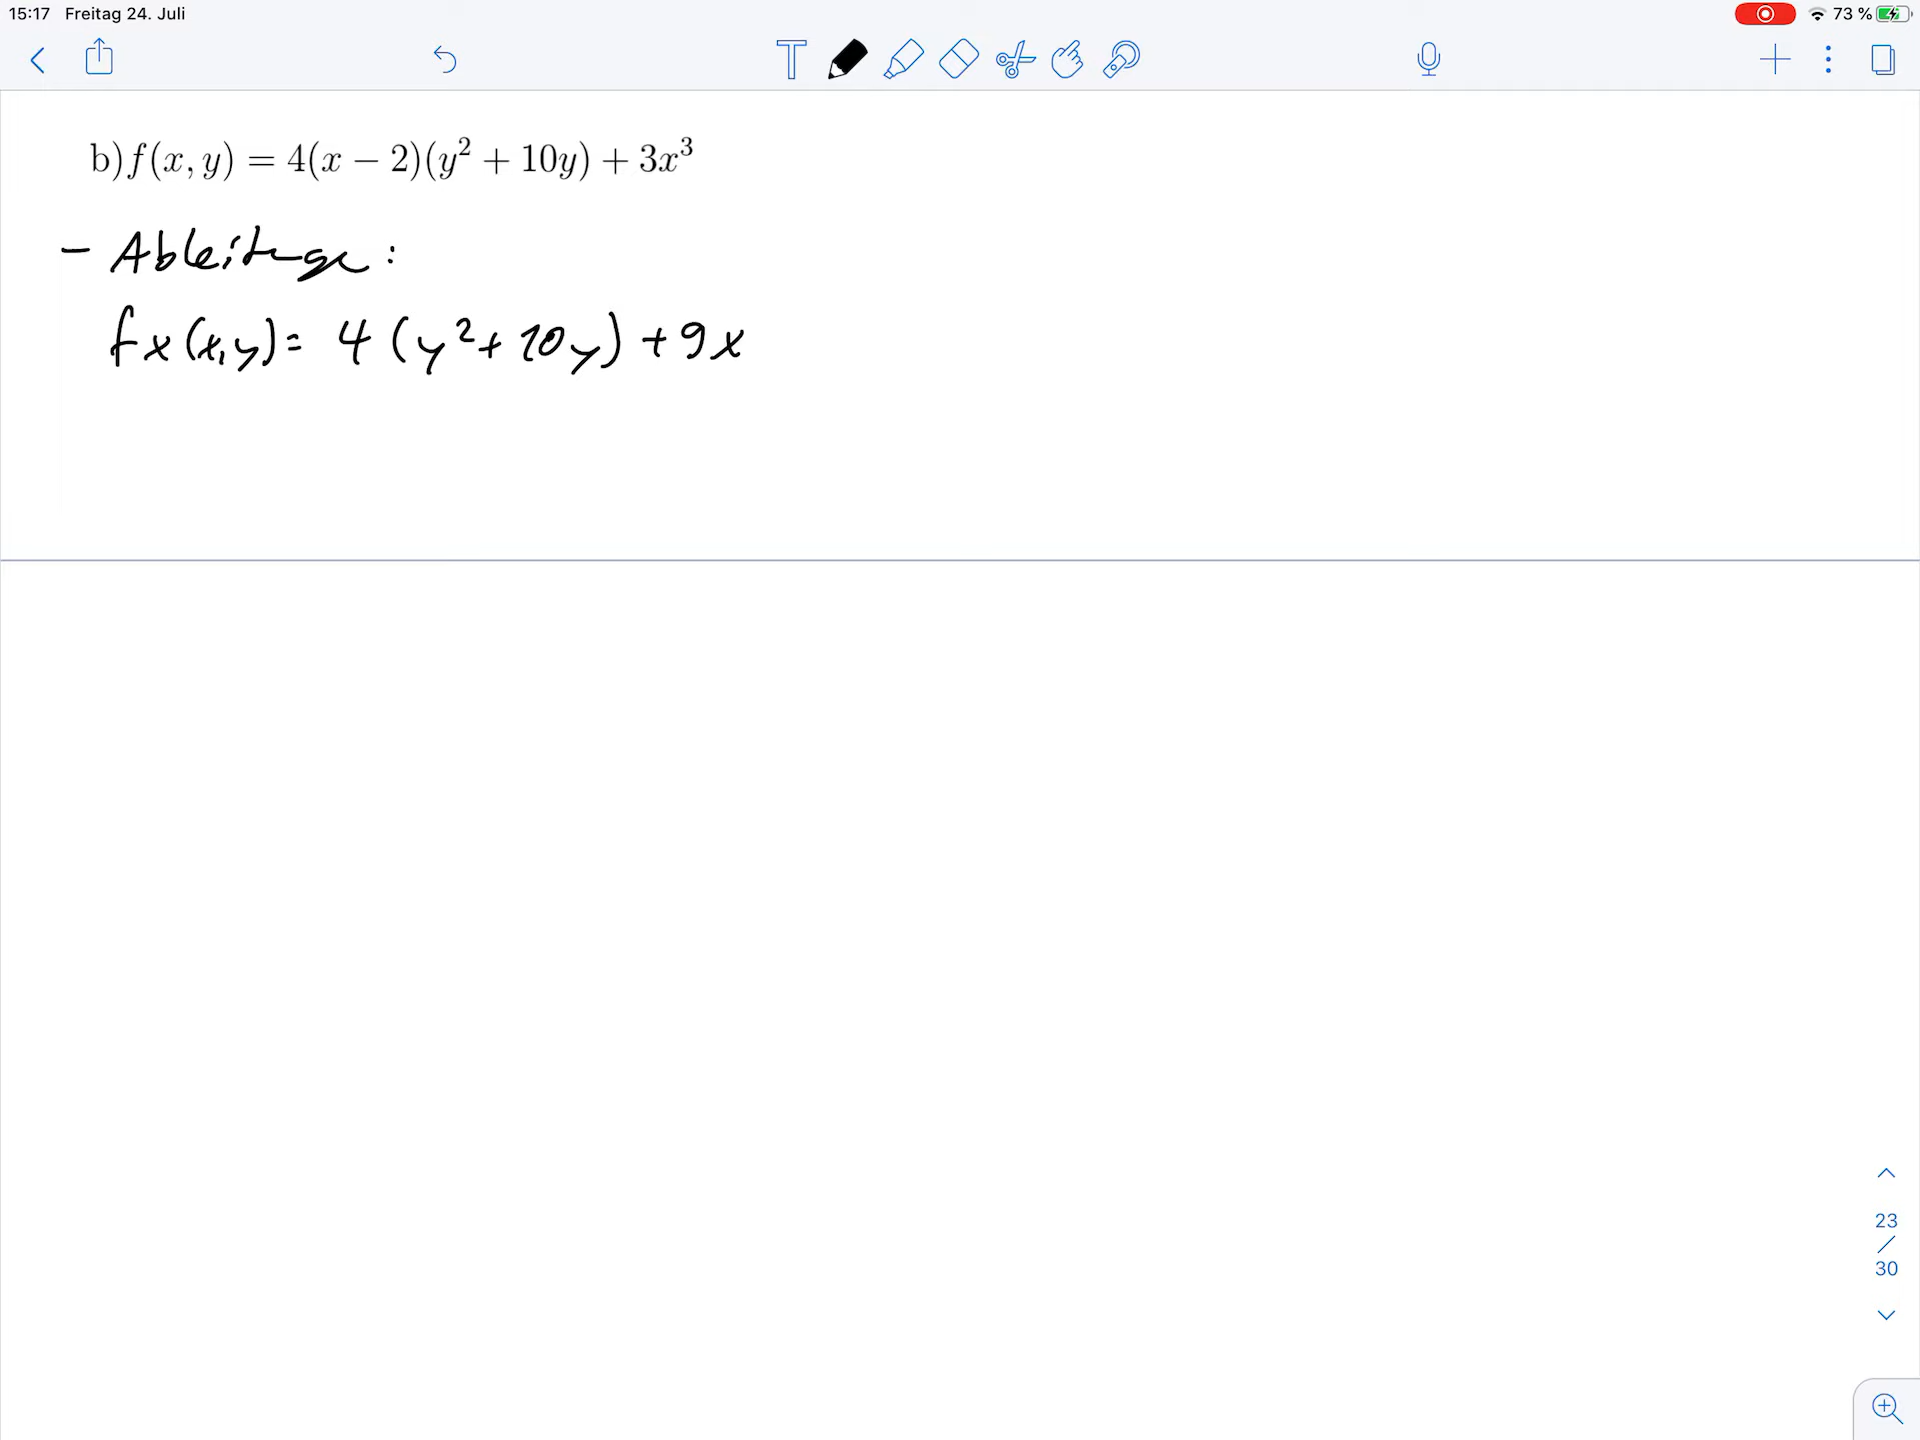 15:17 Freitag 24. Juli 73 %
b) f(x, y) = 4(x − 2)(y² + 10y) + 3x³
- Ableitungen:
fx(x,y)= 4(y²+10y)+9x
23
/
30